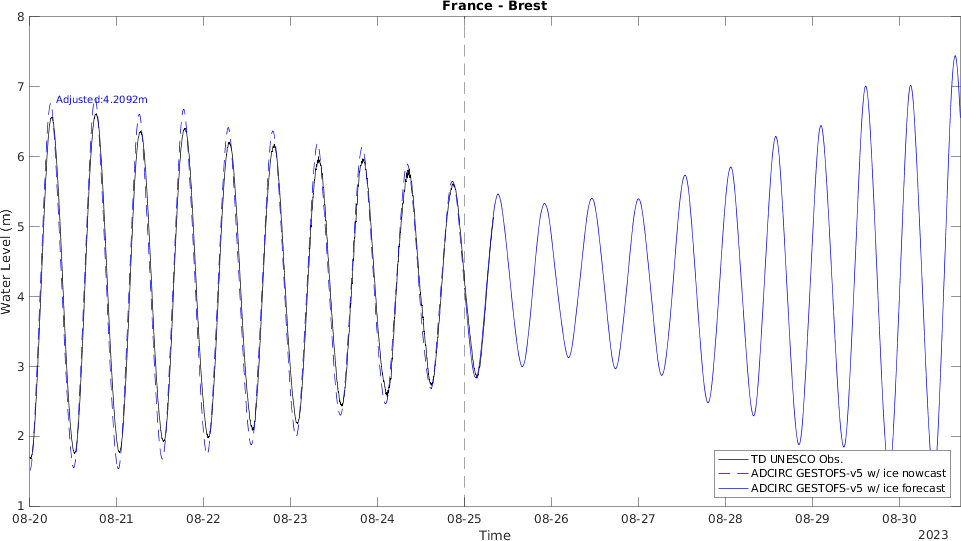 France - Brest
8
7
6
5
4
3
2
1
Water Level (m)
Adjusted:4.2092m
TD UNESCO Obs.
ADCIRC GESTOFS-v5 w/ ice nowcast
ADCIRC GESTOFS-v5 w/ ice forecast
08-20 08-21 08-22 08-23 08-24 08-25 08-26 08-27 08-28 08-29 08-30
Time
2023